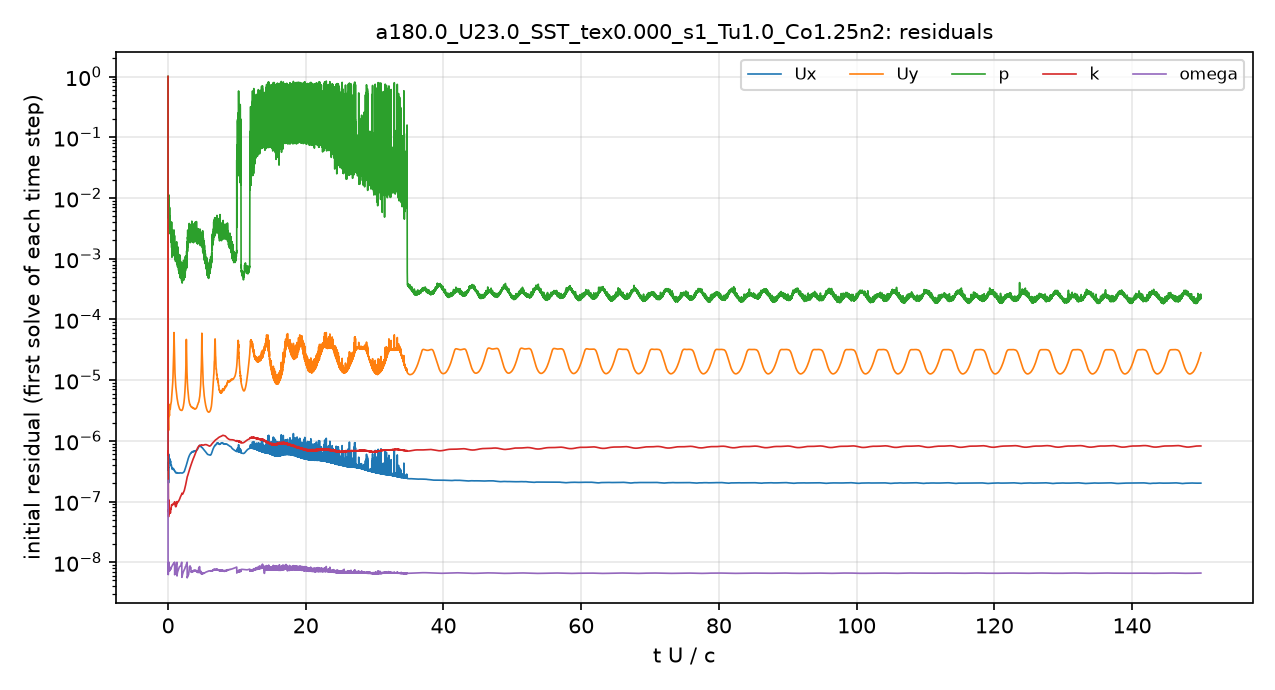 a180.0_U23.0_SST_tex0.000_s1_Tu1.0_Co1.25n2: residuals
Ux Uy p k omega
initial residual (first solve of each time step)
10⁰
10⁻¹
10⁻²
10⁻³
10⁻⁴
10⁻⁵
10⁻⁶
10⁻⁷
10⁻⁸
0 20 40 60 80 100 120 140
t U / c